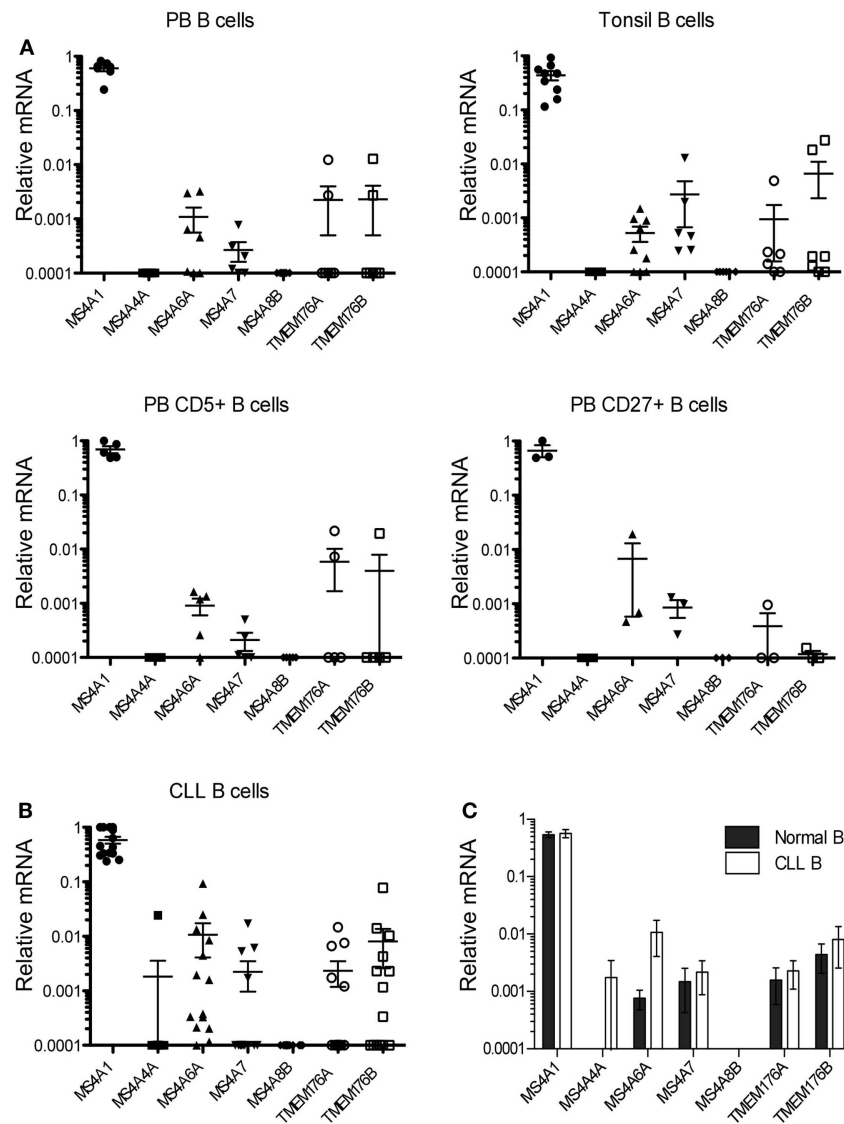 A
PB B cells
Relative mRNA
1
0.1
0.01
0.001
0.0001
MS4A1
MS4A4A
MS4A6A
MS4A7
MS4A8B
TMEM176A
TMEM176B
Tonsil B cells
Relative mRNA
1
0.1
0.01
0.001
0.0001
MS4A1
MS4A4A
MS4A6A
MS4A7
MS4A8B
TMEM176A
TMEM176B
PB CD5+ B cells
Relative mRNA
1
0.1
0.01
0.001
0.0001
MS4A1
MS4A4A
MS4A6A
MS4A7
MS4A8B
TMEM176A
TMEM176B
PB CD27+ B cells
Relative mRNA
1
0.1
0.01
0.001
0.0001
MS4A1
MS4A4A
MS4A6A
MS4A7
MS4A8B
TMEM176A
TMEM176B
B
CLL B cells
Relative mRNA
1
0.1
0.01
0.001
0.0001
MS4A1
MS4A4A
MS4A6A
MS4A7
MS4A8B
TMEM176A
TMEM176B
C
Relative mRNA
1
0.1
0.01
0.001
0.0001
Normal B
CLL B
MS4A1
MS4A4A
MS4A6A
MS4A7
MS4A8B
TMEM176A
TMEM176B